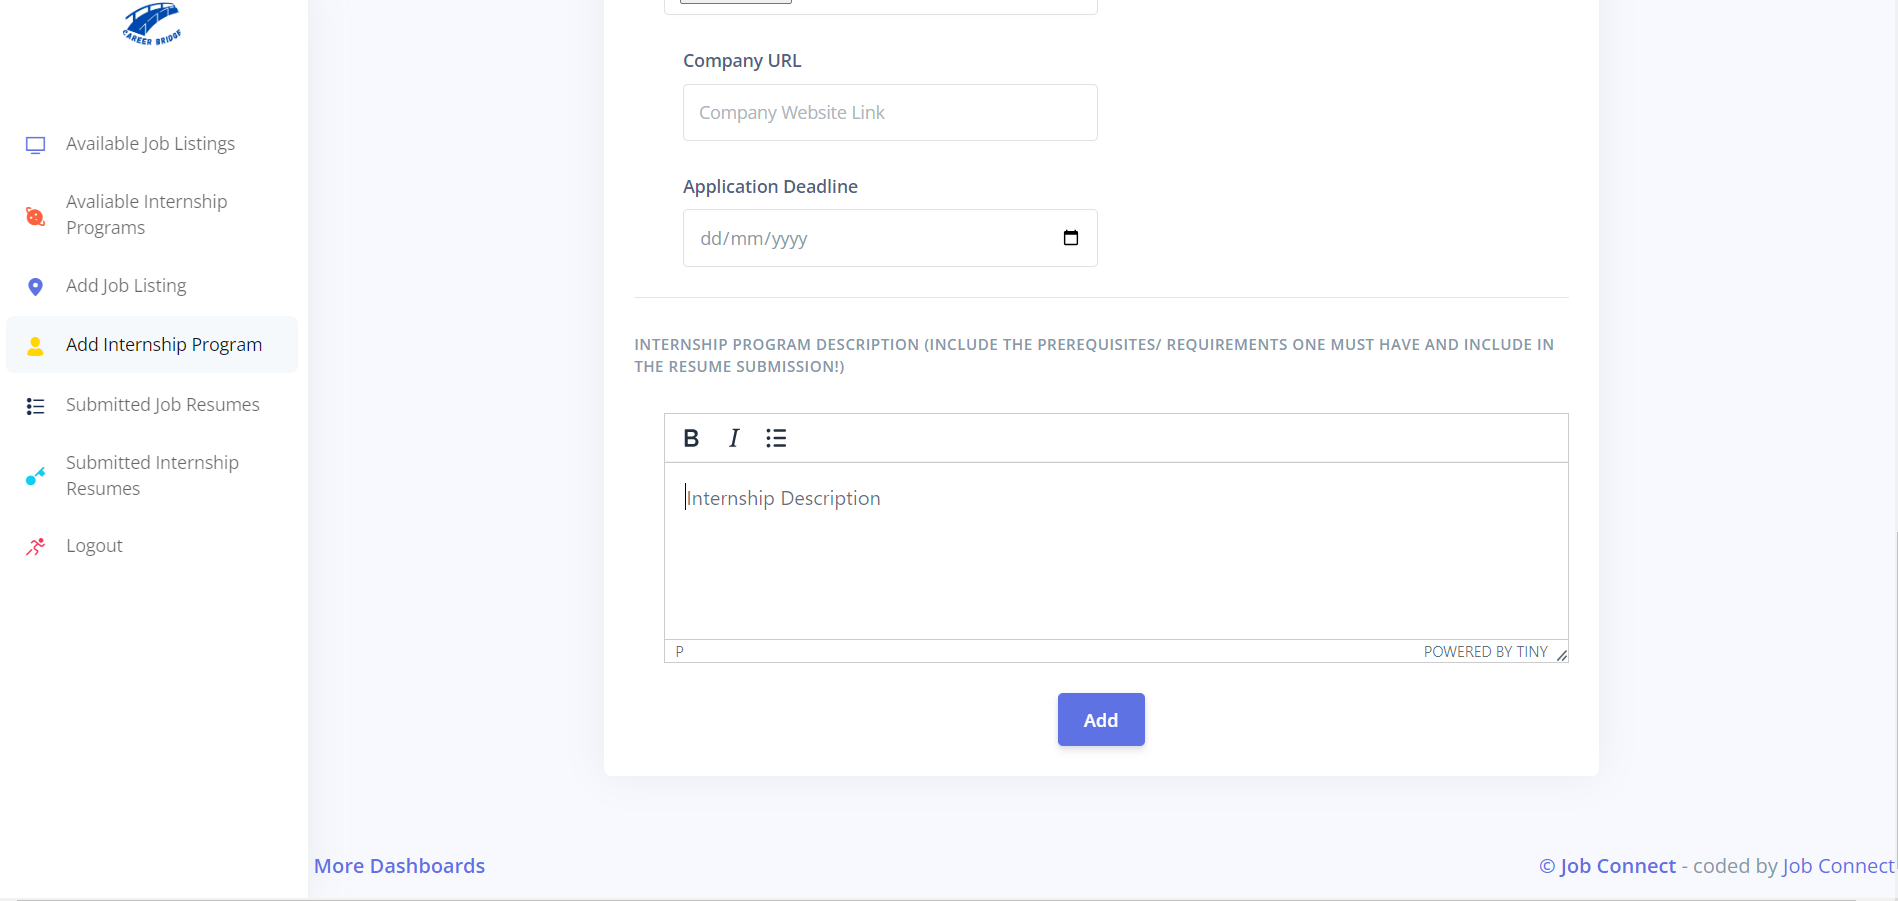 CAREER BRIDGE
Available Job Listings
Avaliable Internship
Programs
Add Job Listing
Add Internship Program
Submitted Job Resumes
Submitted Internship
Resumes
Logout
Company URL
Company Website Link
Application Deadline
dd/mm/yyyy
INTERNSHIP PROGRAM DESCRIPTION (INCLUDE THE PREREQUISITES/ REQUIREMENTS ONE MUST HAVE AND INCLUDE IN
THE RESUME SUBMISSION!)
B I
Internship Description
P
POWERED BY TINY
Add
More Dashboards
© Job Connect - coded by Job Connect